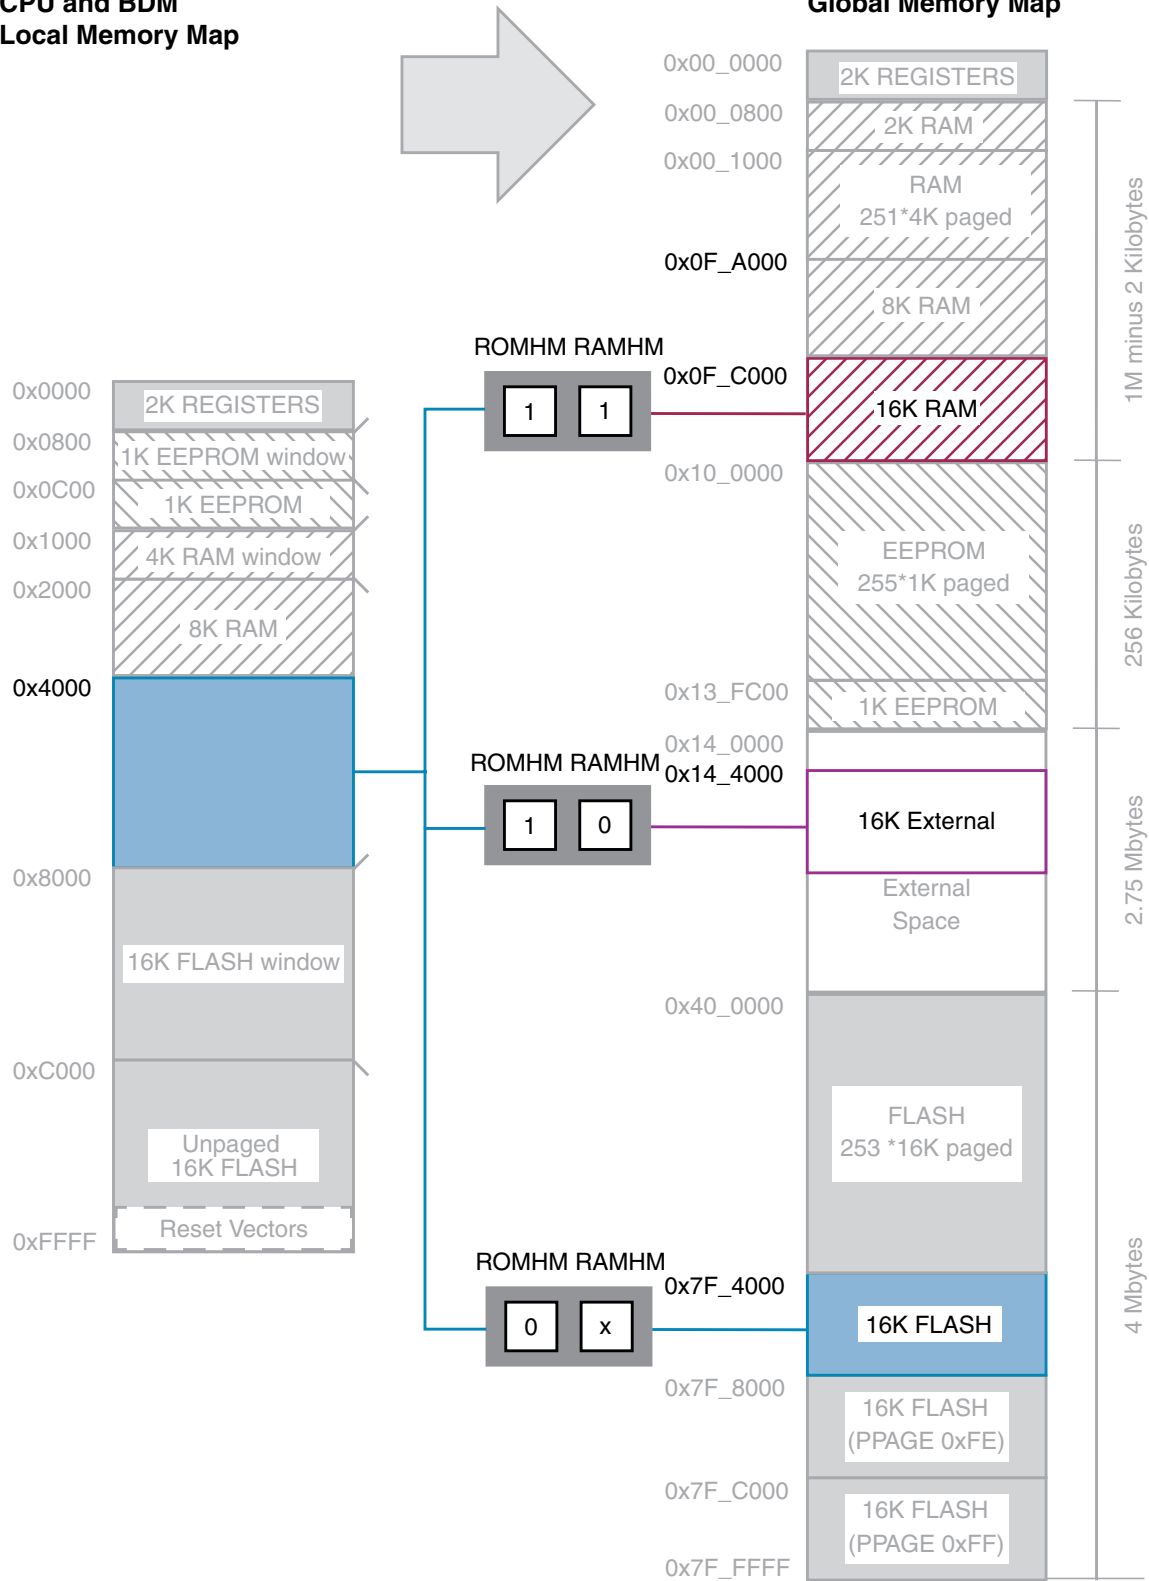 CPU and BDM
Local Memory Map
Global Memory Map
0x0000
2K REGISTERS
0x0800
1K EEPROM window
0x0C00
1K EEPROM
0x1000
4K RAM window
0x2000
8K RAM
0x4000
0x8000
16K FLASH window
0xC000
Unpaged
16K FLASH
Reset Vectors
0xFFFF
ROMHM RAMHM
1 1
ROMHM RAMHM
1 0
ROMHM RAMHM
0 x
0x00_0000
2K REGISTERS
0x00_0800
2K RAM
0x00_1000
RAM
251*4K paged
0x0F_A000
8K RAM
0x0F_C000
16K RAM
0x10_0000
EEPROM
255*1K paged
0x13_FC00
1K EEPROM
0x14_0000
0x14_4000
16K External
External
Space
0x40_0000
FLASH
253 *16K paged
0x7F_4000
16K FLASH
0x7F_8000
16K FLASH
(PPAGE 0xFE)
0x7F_C000
16K FLASH
(PPAGE 0xFF)
0x7F_FFFF
1M minus 2 Kilobytes
256 Kilobytes
2.75 Mbytes
4 Mbytes